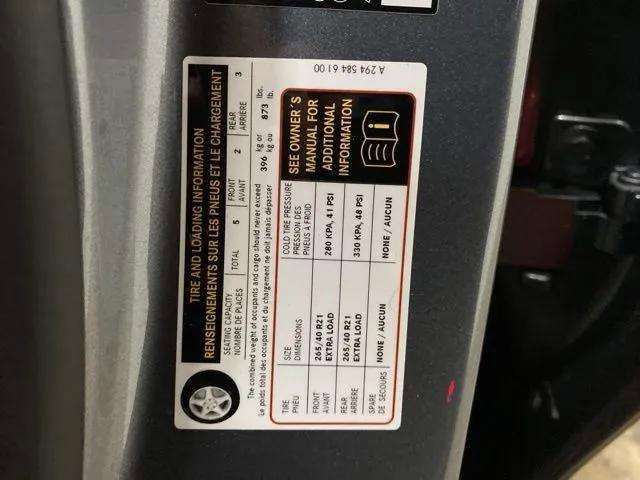 TIRE AND LOADING INFORMATION
RENSEIGNEMENTS SUR LES PNEUS ET LE CHARGEMENT
SEATING CAPACITY TOTAL 5 FRONT 2 REAR 3
NOMBRE DE PLACES AVANT ARRIÈRE
The combined weight of occupants and cargo should never exceed 396 kg or 873 lbs.
Le poids total des occupants et du chargement ne doit jamais dépasser kg ou lb.
TIRE SIZE COLD TIRE PRESSURE
PNEU DIMENSIONS PRESSION DES
PNEUS A FROID
FRONT 265/40 R21 280 KPA, 41 PSI
AVANT EXTRA LOAD
REAR 265/40 R21 330 KPA, 48 PSI
ARRIERE EXTRA LOAD
SPARE NONE / AUCUN NONE / AUCUN
DE SECOURS
SEE OWNER'S
MANUAL FOR
ADDITIONAL
INFORMATION
A 294 584 61 00